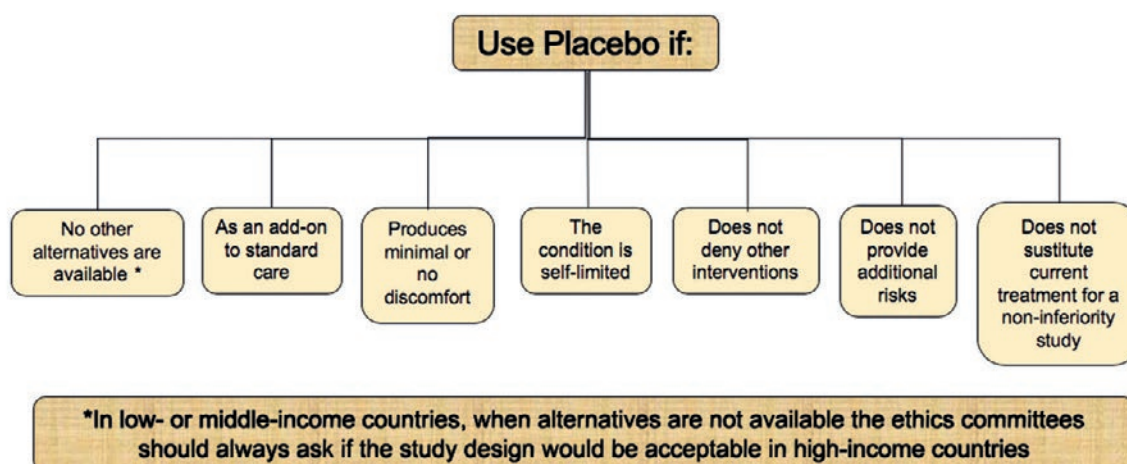 Use Placebo if:
No other
alternatives are
available *
As an add-on
to standard
care
Produces
minimal or
no
discomfort
The
condition is
self-limited
Does not
deny other
interventions
Does not
provide
additional
risks
Does not
sustitute
current
treatment for a
non-inferiority
study
*In low- or middle-income countries, when alternatives are not available the ethics committees
should always ask if the study design would be acceptable in high-income countries